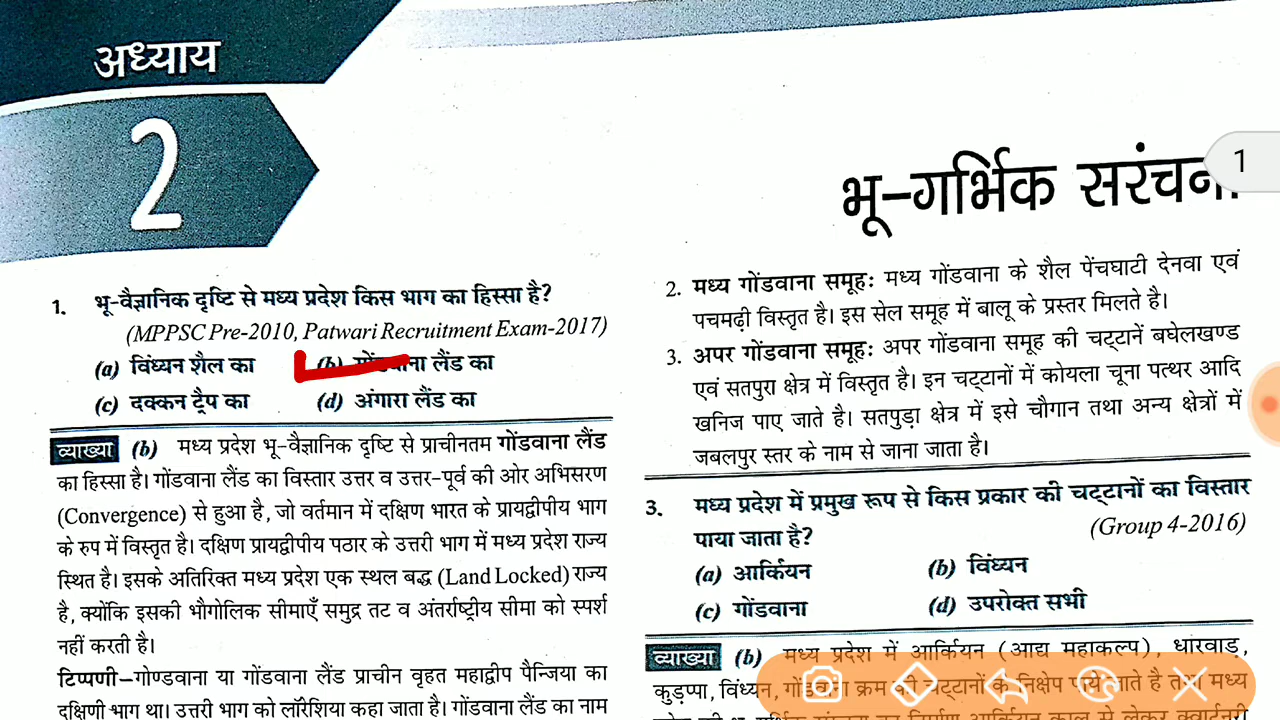 अध्याय
2
भू-गर्भिक सरंचना
1
1. भू-वैज्ञानिक दृष्टि से मध्य प्रदेश किस भाग का हिस्सा है?
(MPPSC Pre-2010, Patwari Recruitment Exam-2017)
(a) विंध्यन शैल का (b) गोंडवाना लैंड का
(c) दक्कन ट्रैप का (d) अंगारा लैंड का
व्याख्या (b) मध्य प्रदेश भू-वैज्ञानिक दृष्टि से प्राचीनतम गोंडवाना लैंड
का हिस्सा है। गोंडवाना लैंड का विस्तार उत्तर व उत्तर-पूर्व की ओर अभिसरण
(Convergence) से हुआ है, जो वर्तमान में दक्षिण भारत के प्रायद्वीपीय भाग
के रुप में विस्तृत है। दक्षिण प्रायद्वीपीय पठार के उत्तरी भाग में मध्य प्रदेश राज्य
स्थित है। इसके अतिरिक्त मध्य प्रदेश एक स्थल बद्ध (Land Locked) राज्य
है, क्योंकि इसकी भौगोलिक सीमाएँ समुद्र तट व अंतर्राष्ट्रीय सीमा को स्पर्श
नहीं करती है।
टिप्पणी–गोण्डवाना या गोंडवाना लैंड प्राचीन वृहत महाद्वीप पैन्जिया का
दक्षिणी भाग था। उत्तरी भाग को लॉरेशिया कहा जाता है। गोंडवाना लैंड का नाम
2. मध्य गोंडवाना समूहः मध्य गोंडवाना के शैल पेंचघाटी देनवा एवं
पचमढ़ी विस्तृत है। इस सेल समूह में बालू के प्रस्तर मिलते है।
3. अपर गोंडवाना समूहः अपर गोंडवाना समूह की चट्टानें बघेलखण्ड
एवं सतपुरा क्षेत्र में विस्तृत है। इन चट्टानों में कोयला चूना पत्थर आदि
खनिज पाए जाते है। सतपुड़ा क्षेत्र में इसे चौगान तथा अन्य क्षेत्रों में
जबलपुर स्तर के नाम से जाना जाता है।
3. मध्य प्रदेश में प्रमुख रूप से किस प्रकार की चट्टानों का विस्तार
पाया जाता है? (Group 4-2016)
(a) आर्कियन (b) विंध्यन
(c) गोंडवाना (d) उपरोक्त सभी
व्याख्या (b) मध्य प्रदेश में आर्कियन (आद्य महाकल्प), धारवाड़,
कुड़प्पा, विंध्यन, गोंडवाना क्रम की चट्टानों के निक्षेप पाये जाते है तथा मध्य